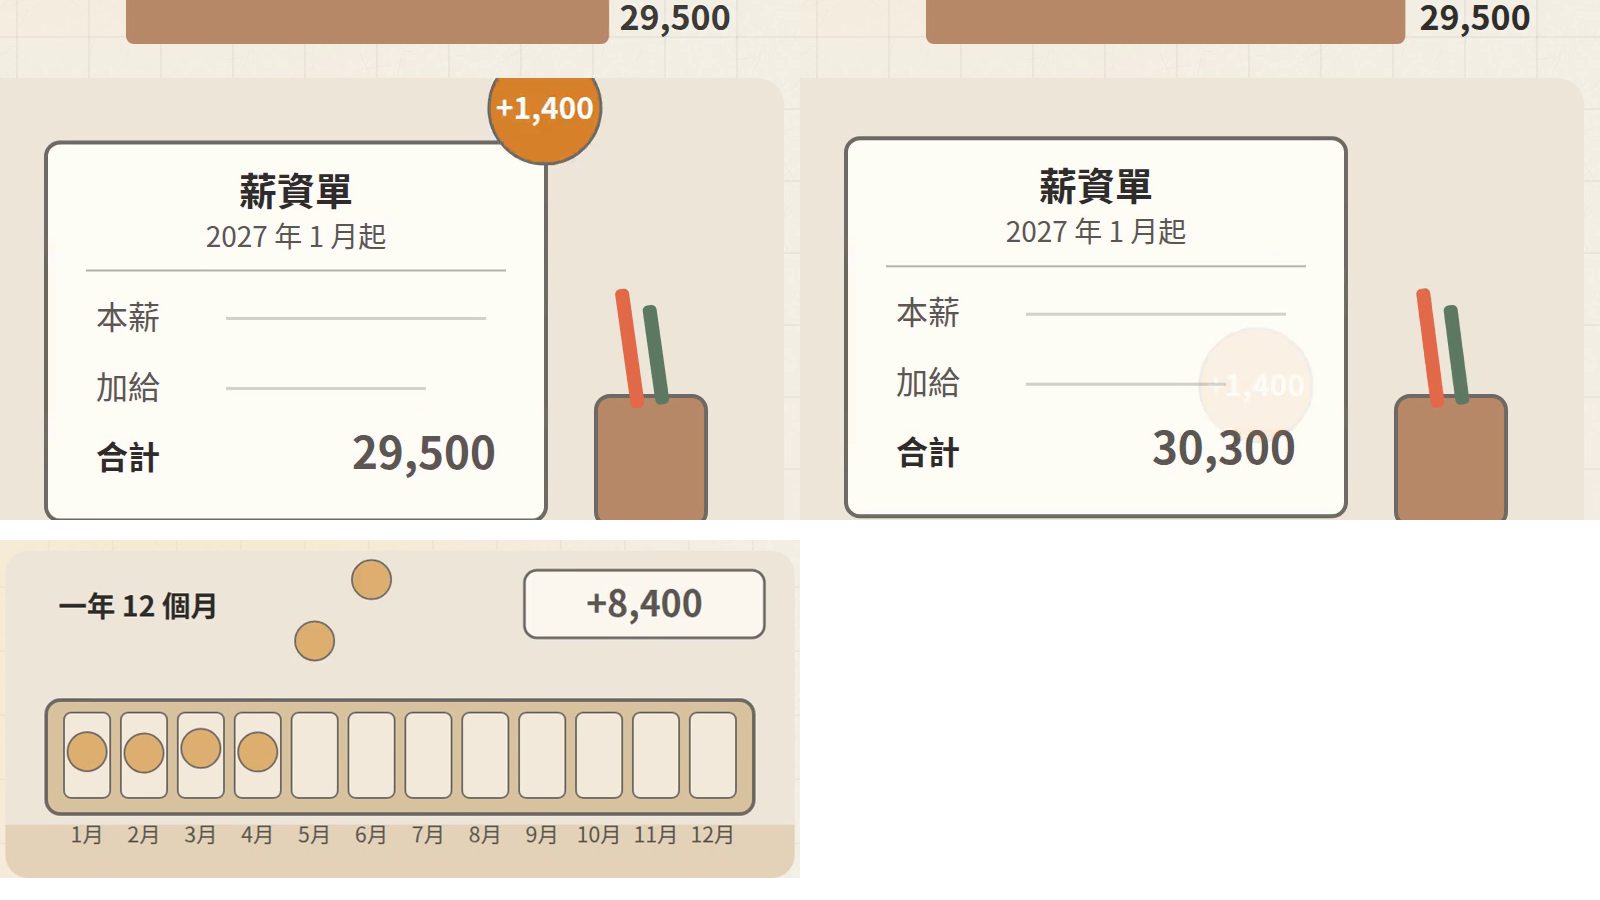 29,500
+1,400
薪資單
2027 年 1 月起
本薪
加給
合計 29,500
29,500
薪資單
2027 年 1 月起
本薪
加給
+1,400
合計 30,300
一年 12 個月
+8,400
1月 2月 3月 4月 5月 6月 7月 8月 9月 10月 11月 12月